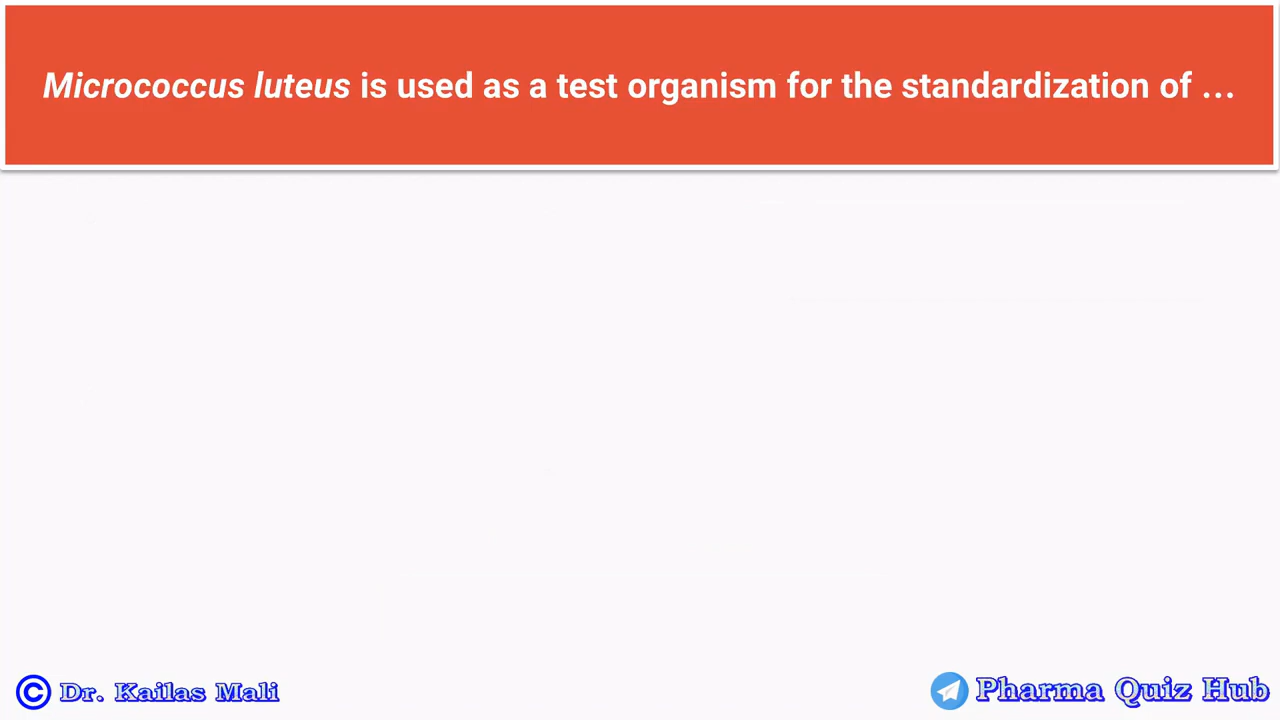 Micrococcus luteus is used as a test organism for the standardization of ...
© Dr. Kailas Mali
Pharma Quiz Hub